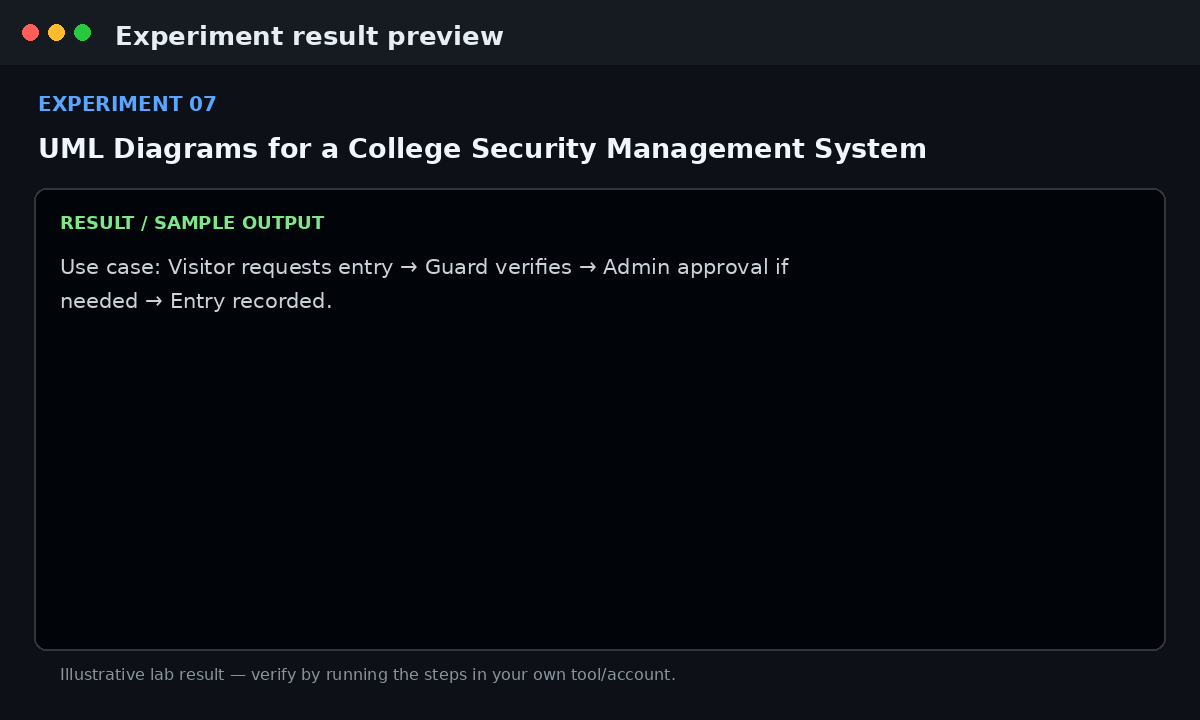 Experiment result preview
EXPERIMENT 07
UML Diagrams for a College Security Management System
RESULT / SAMPLE OUTPUT
Use case: Visitor requests entry → Guard verifies → Admin approval if
needed → Entry recorded.
Illustrative lab result — verify by running the steps in your own tool/account.